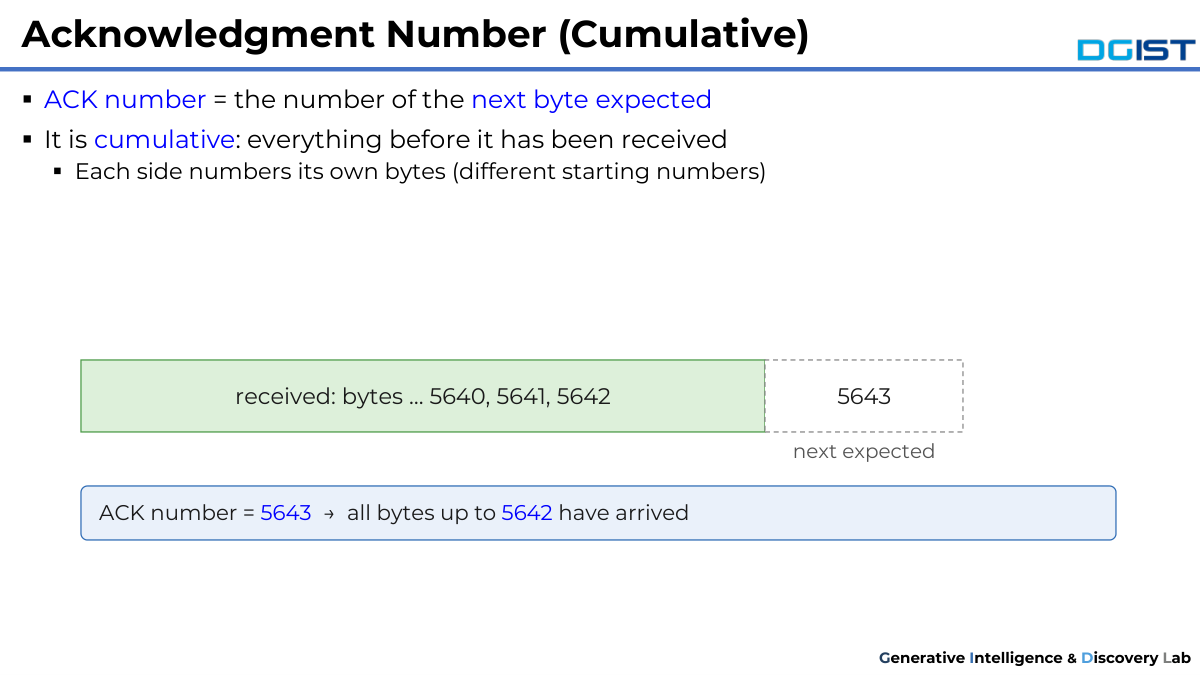 Acknowledgment Number (Cumulative)
DGIST
▪ ACK number = the number of the next byte expected
▪ It is cumulative: everything before it has been received
▪ Each side numbers its own bytes (different starting numbers)
received: bytes ... 5640, 5641, 5642
5643
next expected
ACK number = 5643 → all bytes up to 5642 have arrived
Generative Intelligence & Discovery Lab